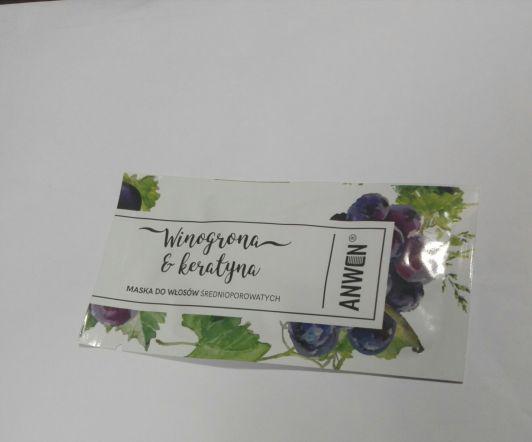 Winogrona
& keratyna
MASKA DO WŁOSÓW ŚREDNIOPOROWATYCH
ANWEN®